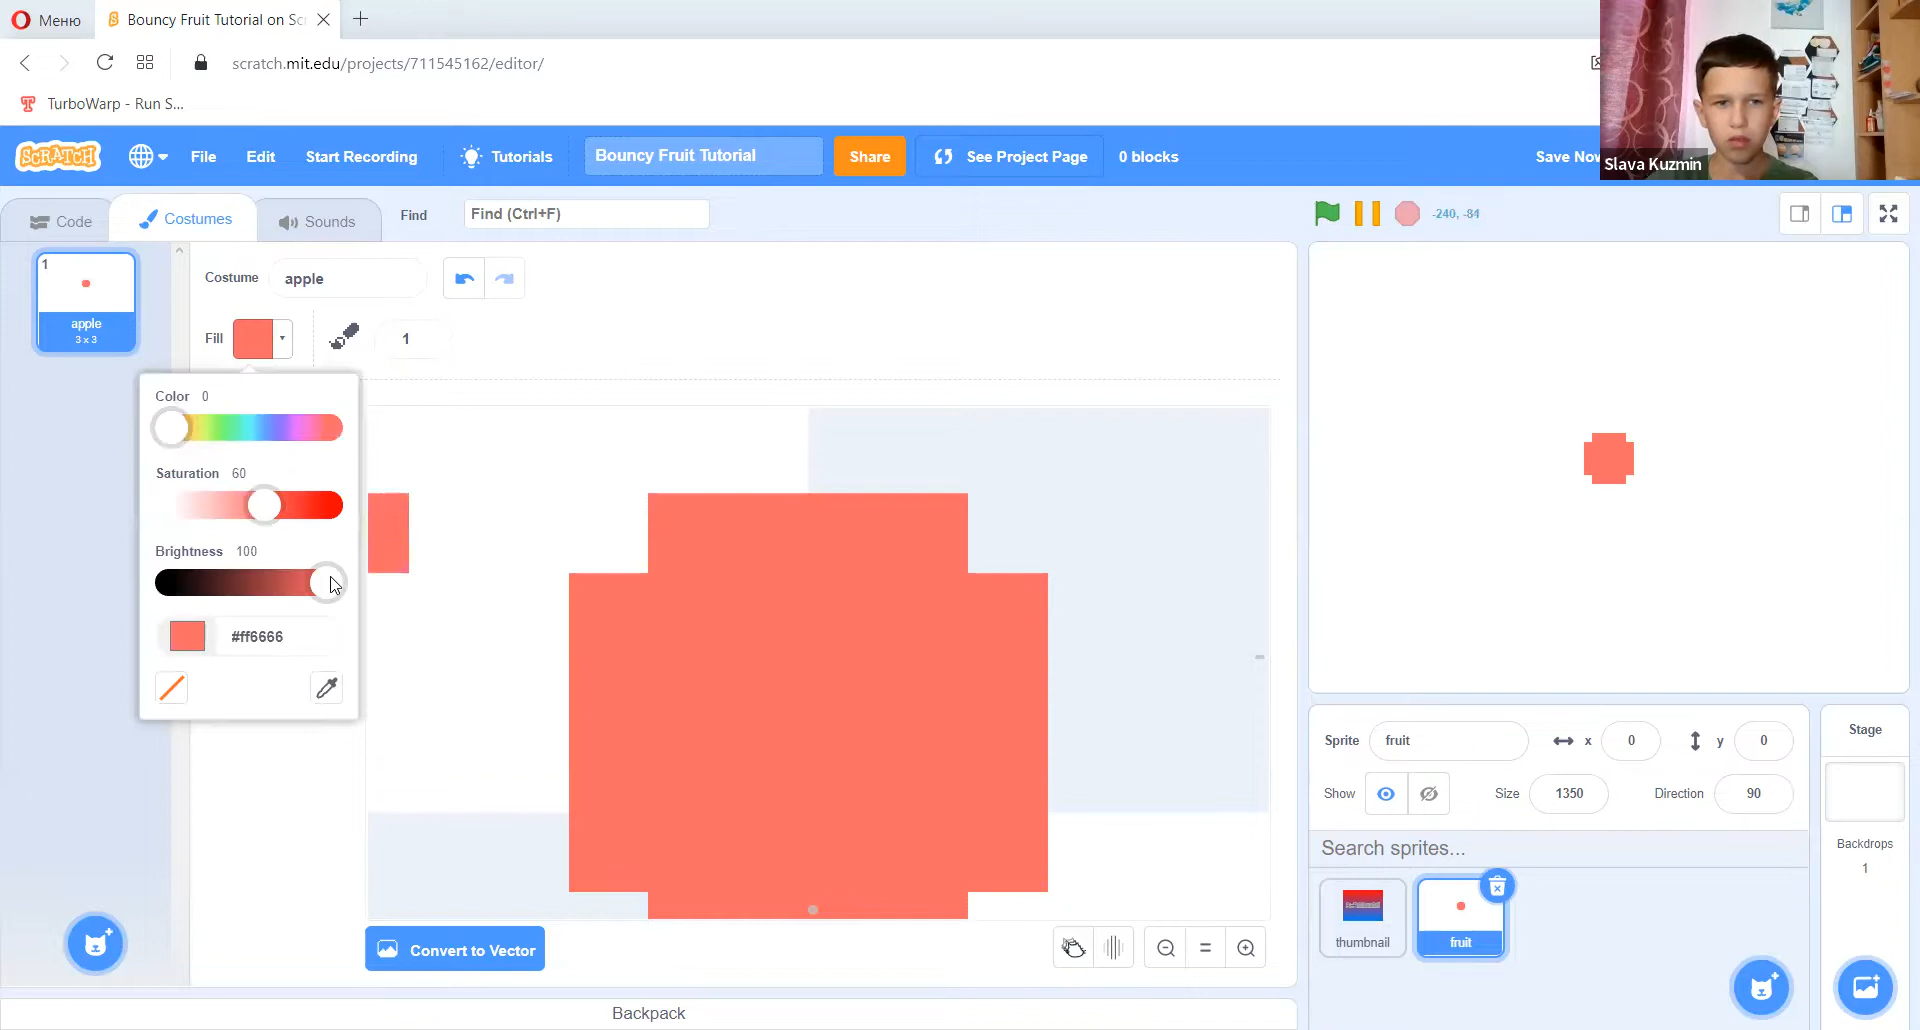 Меню
Bouncy Fruit Tutorial on Sc
scratch.mit.edu/projects/711545162/editor/
TurboWarp - Run S...
SCRATCH
File
Edit
Start Recording
Tutorials
Bouncy Fruit Tutorial
Share
See Project Page
0 blocks
Save Now
Slava Kuzmin
Code
Costumes
Sounds
Find
Find (Ctrl+F)
-240, -84
1
apple
3 x 3
Costume
apple
Fill
1
Color 0
Saturation 60
Brightness 100
#ff6666
Convert to Vector
Backpack
Sprite
fruit
x
0
y
0
Show
Size
1350
Direction
90
Search sprites...
thumbnail
fruit
Stage
Backdrops
1